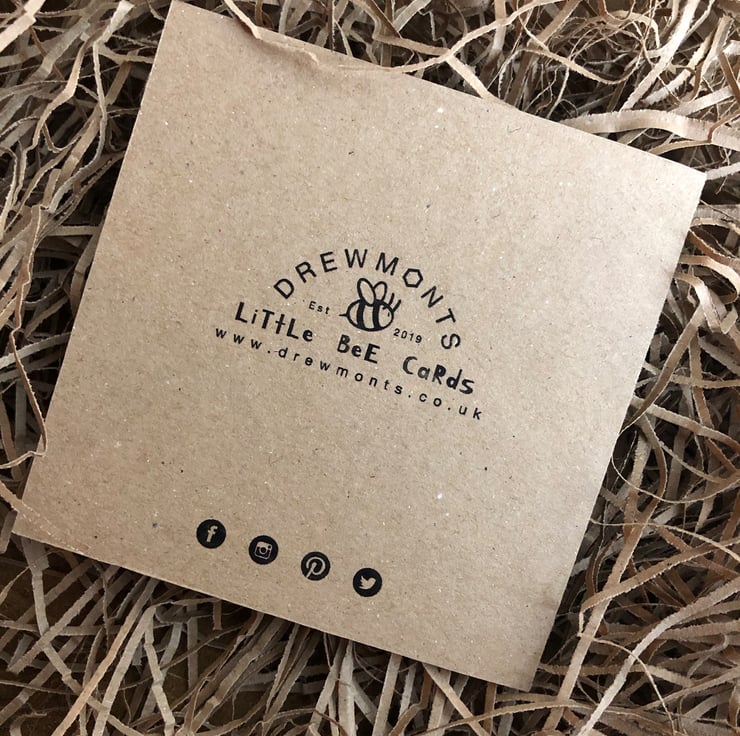 DREWMONTS
Est 2019
LiTtLe BeE CaRds
www.drewmonts.co.uk